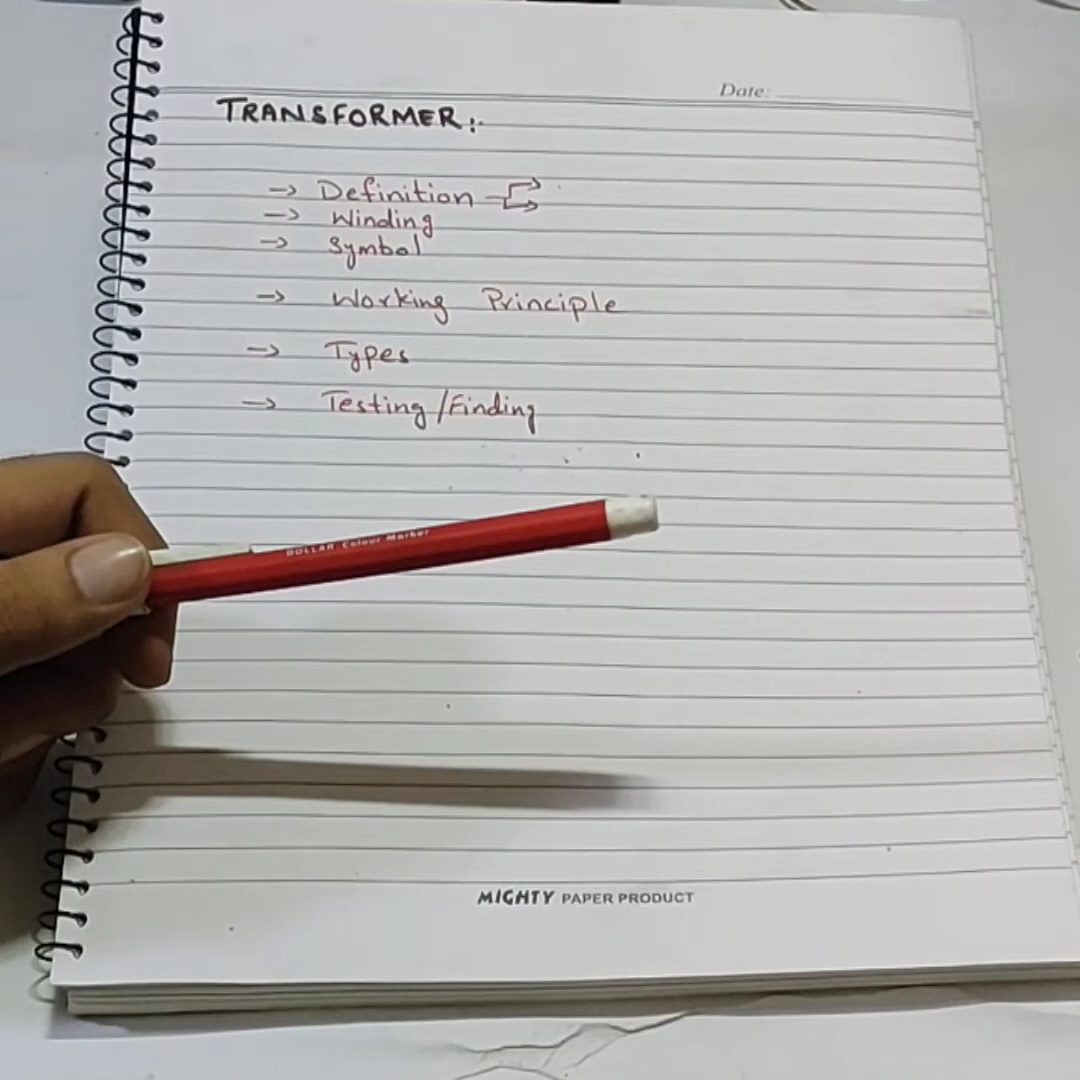 Date:
TRANSFORMER:
→ Definition
→ Winding
→ Symbol
→ Working Principle
→ Types
→ Testing/Finding
DOLLAR Colour Marker
MIGHTY PAPER PRODUCT